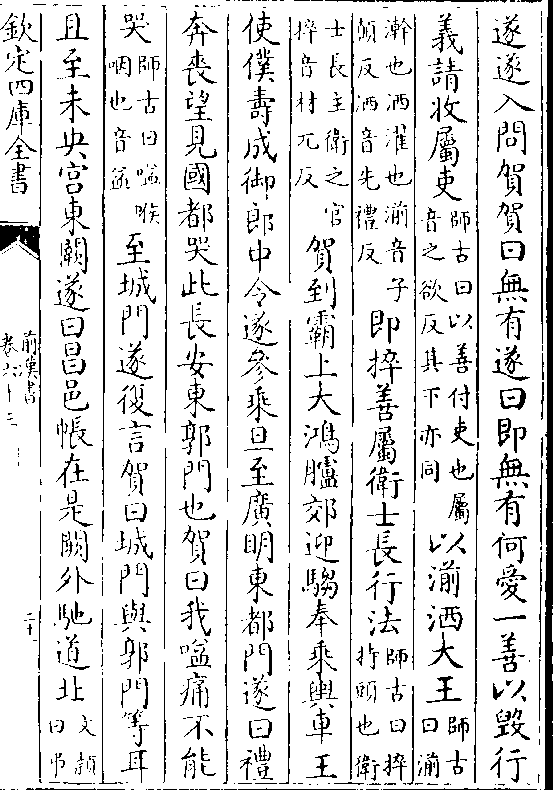 遂遂入問賀賀曰無有遂曰即無有何愛一善以毀行
義請收屬吏師古曰以善付吏也屬音之欲反其下亦同以湔洒大王師古曰湔
澣也洒濯也湔音子顛反洒音先禮反即捽善屬衛士長行法師古曰捽持頭也衛
士長主衛之官捽音材兀反賀到霸上大鴻臚郊迎騶奉乘輿車王
使僕壽成御郎中令遂參乘旦至廣明東都門遂曰禮
奔喪望見國都哭此長安東郭門也賀曰我嗌痛不能
哭師古曰嗌喉咽也音益至城門遂復言賀曰城門與郭門等耳
且至未央宮東闕遂曰昌邑帳在是闕外馳道北文穎曰弔
欽定四庫全書
前漢書
卷六十三
二十